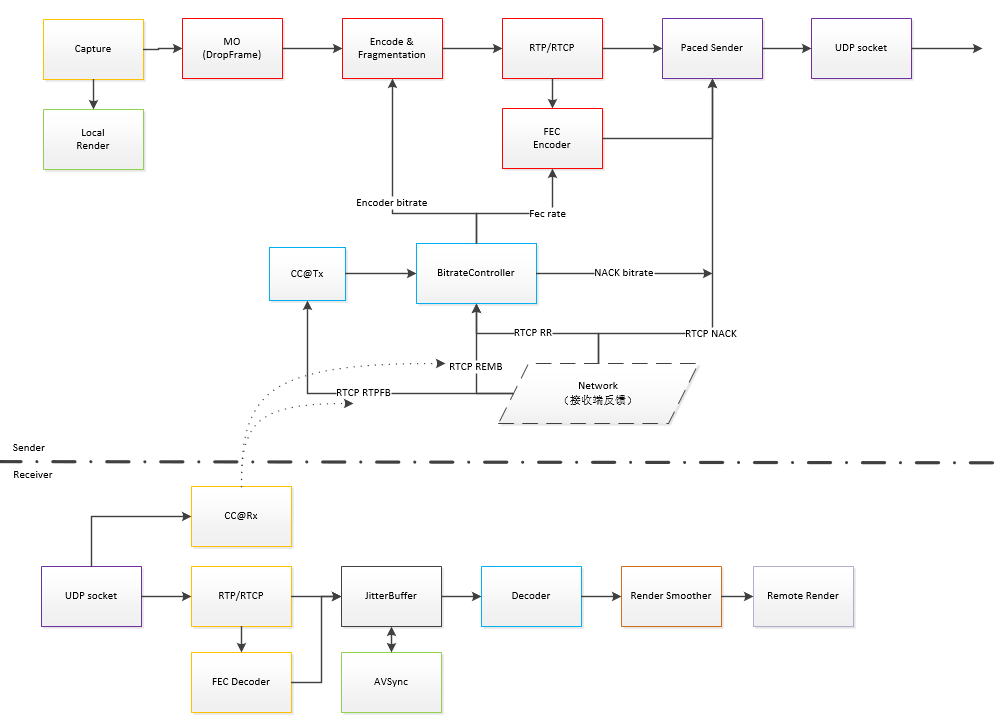 Capture
MO
(DropFrame)
Encode &
Fragmentation
RTP/RTCP
Paced Sender
UDP socket
Local
Render
FEC
Encoder
Encoder bitrate
Fec rate
CC@Tx
BitrateController
NACK bitrate
RTCP RR
RTCP NACK
RTCP REMB
RTCP RTPFB
Network
（接收端反馈）
Sender
Receiver
CC@Rx
UDP socket
RTP/RTCP
JitterBuffer
Decoder
Render Smoother
Remote Render
FEC Decoder
AVSync